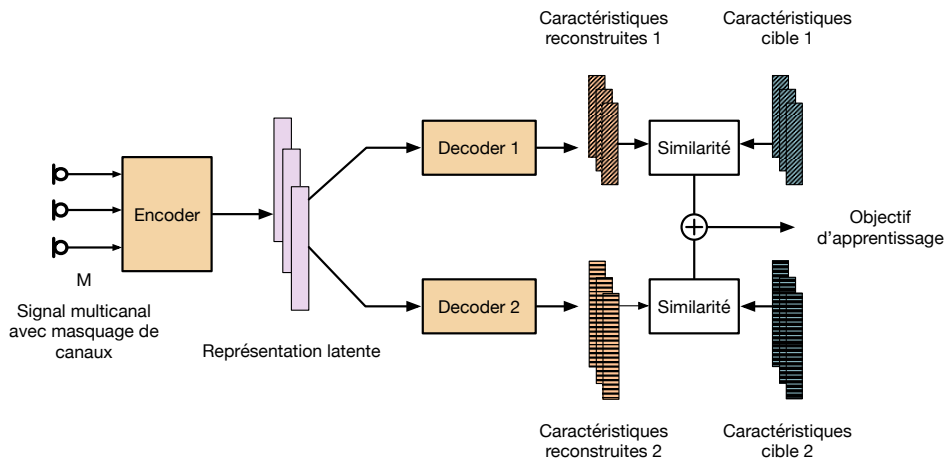 Caractéristiques
reconstruites 1
Caractéristiques
cible 1
Decoder 1
Similarité
Encoder
Objectif
d'apprentissage
M
Signal multicanal
avec masquage de
canaux
Représentation latente
Decoder 2
Similarité
Caractéristiques
reconstruites 2
Caractéristiques
cible 2